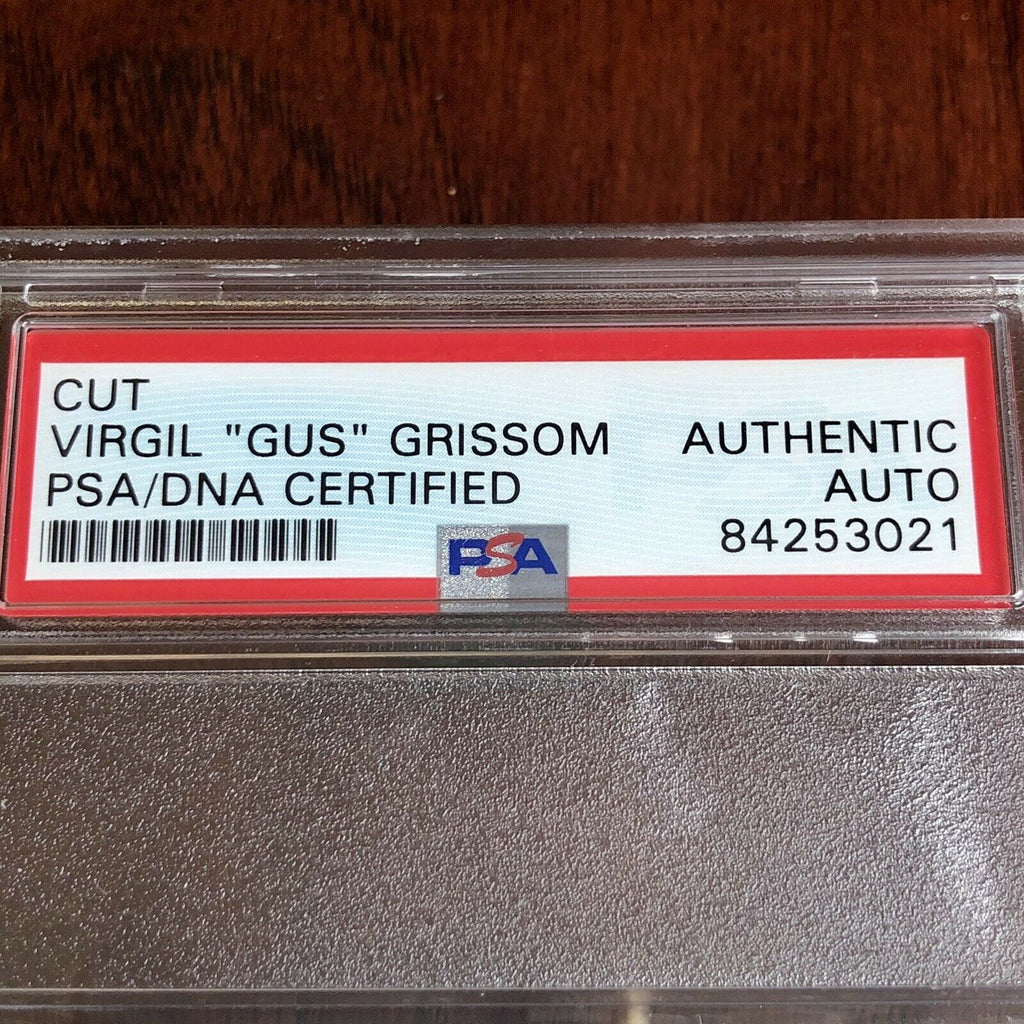 CUT
VIRGIL "GUS" GRISSOM
PSA/DNA CERTIFIED
AUTHENTIC
AUTO
84253021
PSA